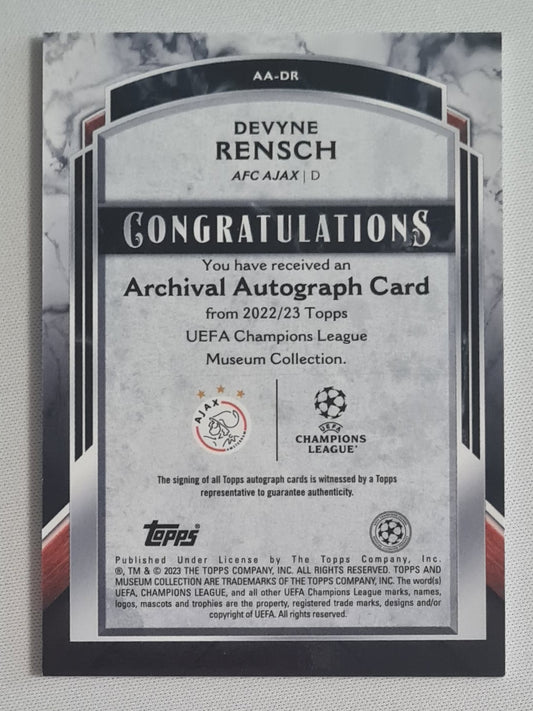 AA-DR
DEVYNE
RENSCH
AFC AJAX | D
CONGRATULATIONS
You have received an
Archival Autograph Card
from 2022/23 Topps
UEFA Champions League
Museum Collection.
AJAX
AMSTERDAM
UEFA
CHAMPIONS
LEAGUE
The signing of all Topps autograph cards is witnessed by a Topps
representative to guarantee authenticity.
topps
Published Under License by The Topps Company, Inc.
®, TM & © 2023 THE TOPPS COMPANY, INC. ALL RIGHTS RESERVED. TOPPS AND
MUSEUM COLLECTION ARE TRADEMARKS OF THE TOPPS COMPANY, INC. The word(s)
UEFA, CHAMPIONS LEAGUE, and all other UEFA Champions League marks, names,
logos, mascots and trophies are the property, registered trade marks, designs and/or
copyright of UEFA. All rights reserved.